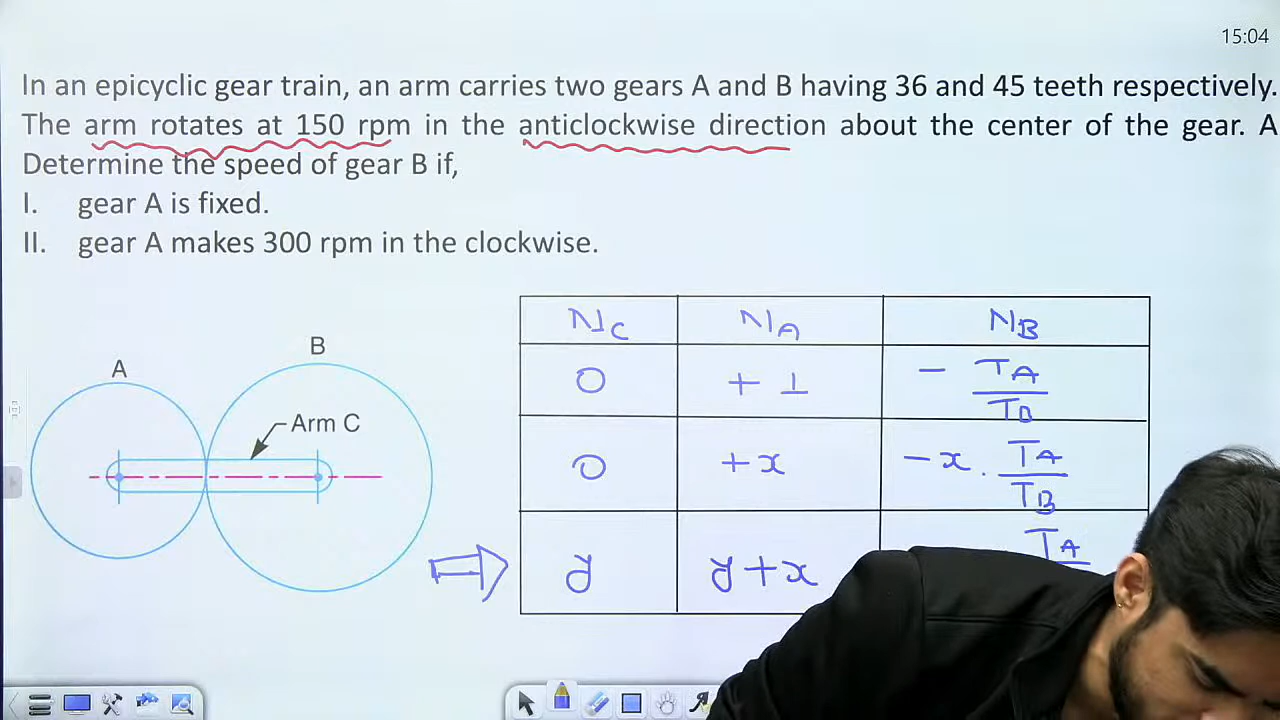 15:04
In an epicyclic gear train, an arm carries two gears A and B having 36 and 45 teeth respectively.
The arm rotates at 150 rpm in the anticlockwise direction about the center of the gear. A
Determine the speed of gear B if,
I. gear A is fixed.
II. gear A makes 300 rpm in the clockwise.
A
B
Arm C
N_C N_A N_B
0 +1 - T_A/T_B
0 +x -x . T_A/T_B
y y+x T_A